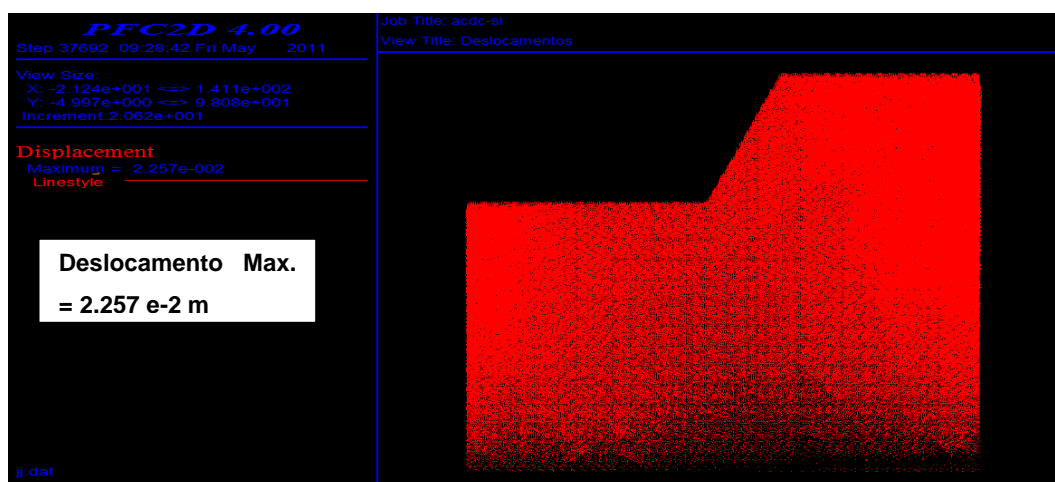 PFC2D 4.00
Step 37692 09:28:42 Fri May 2011
View Size:
X: -2.124e+001 <=> 1.411e+002
Y: -4.997e+000 <=> 9.808e+001
Increment:2.062e+001
Displacement
Maximum = 2.257e-002
Linestyle
Deslocamento Max.
= 2.257 e-2 m
jj.dat
Job Title: acdc-si
View Title: Deslocamentos